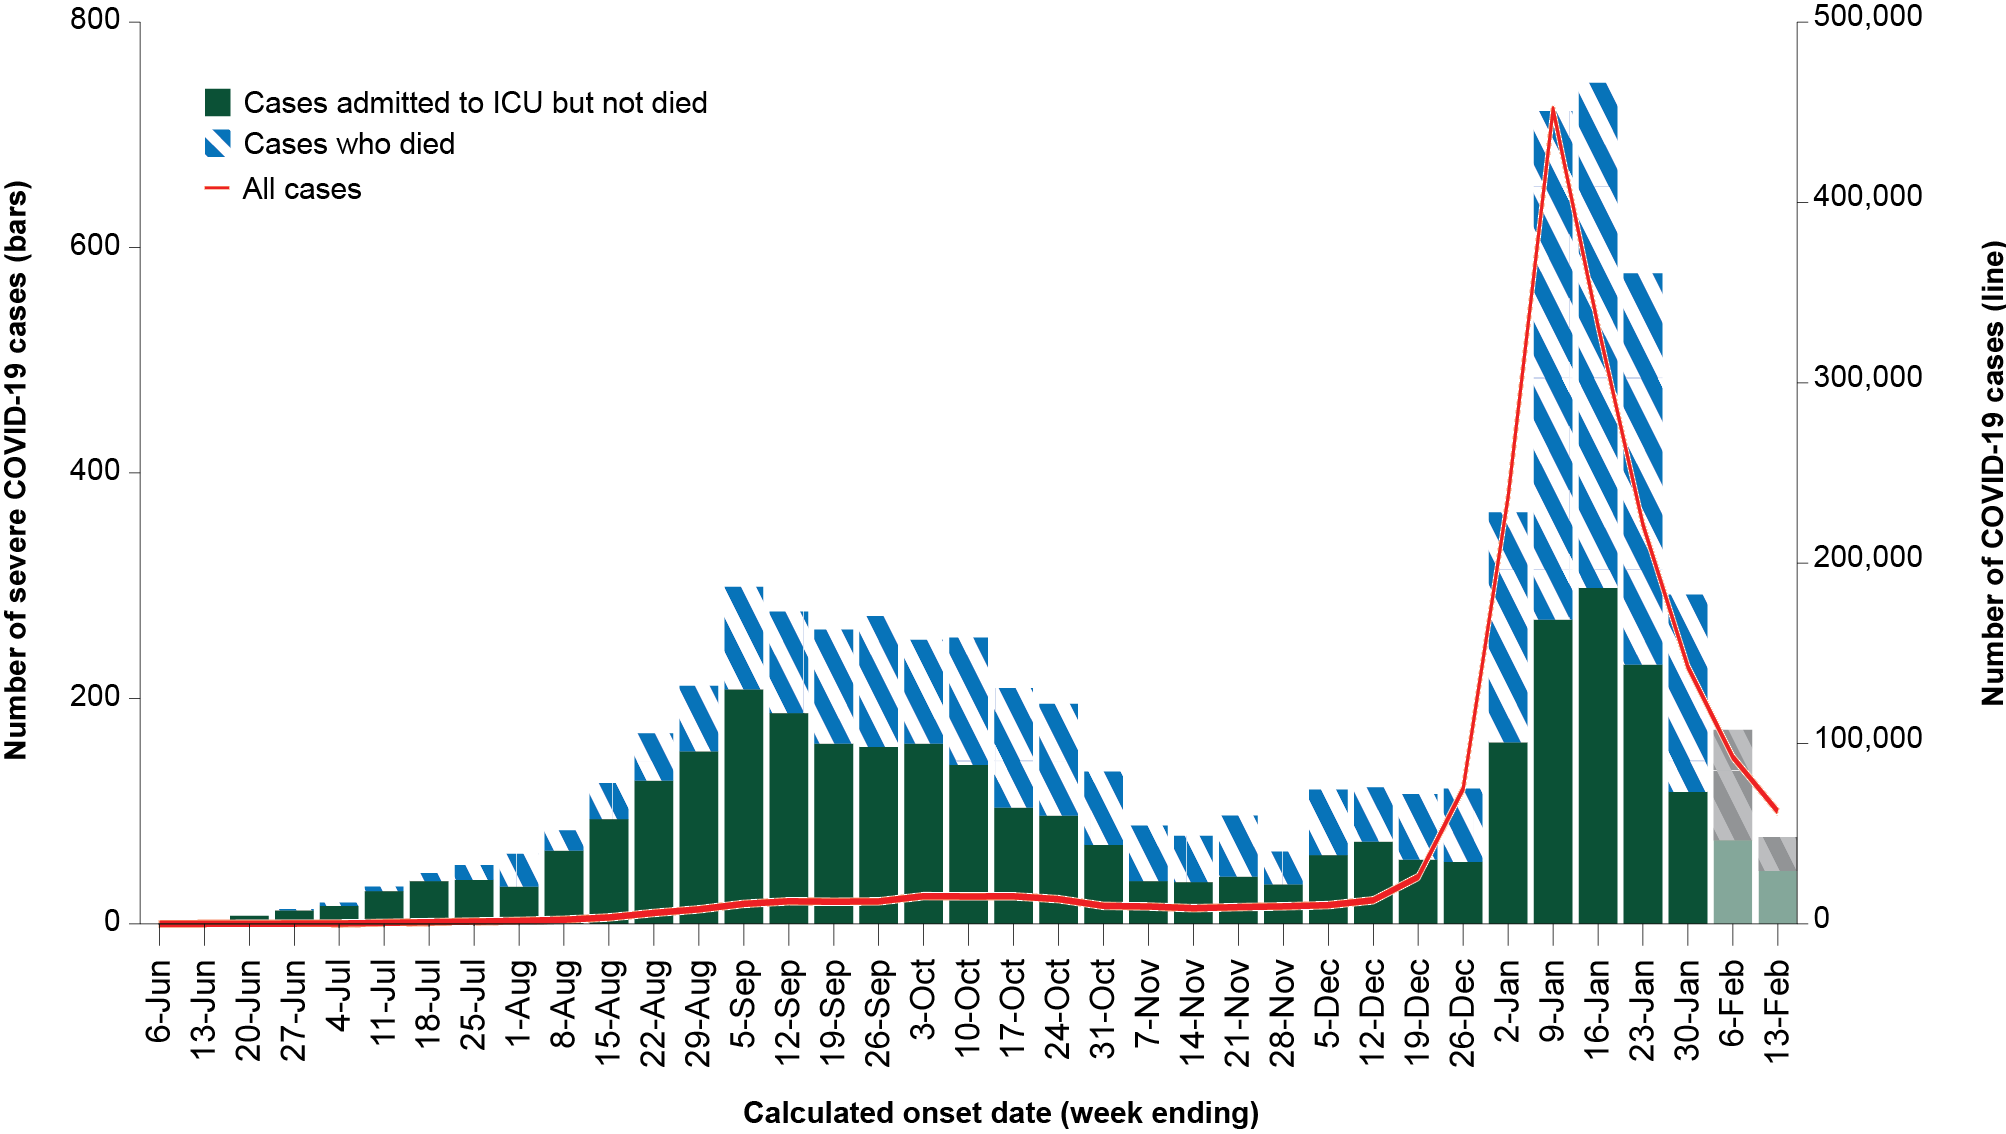 Number of severe COVID-19 cases (bars)
800
600
400
200
0
Cases admitted to ICU but not died
Cases who died
All cases
500,000
400,000
300,000
200,000
100,000
0
Number of COVID-19 cases (line)
6-Jun
13-Jun
20-Jun
27-Jun
4-Jul
11-Jul
18-Jul
25-Jul
1-Aug
8-Aug
15-Aug
22-Aug
29-Aug
5-Sep
12-Sep
19-Sep
26-Sep
3-Oct
10-Oct
17-Oct
24-Oct
31-Oct
7-Nov
14-Nov
21-Nov
28-Nov
5-Dec
12-Dec
19-Dec
26-Dec
2-Jan
9-Jan
16-Jan
23-Jan
30-Jan
6-Feb
13-Feb
Calculated onset date (week ending)